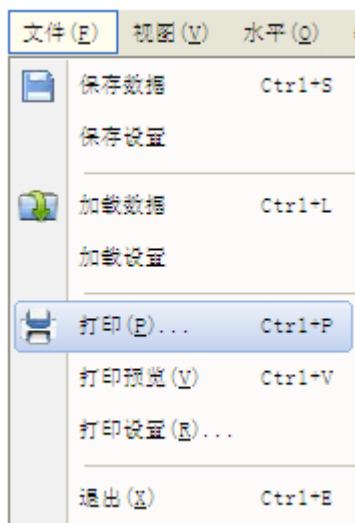 文件(F) 视图(V) 水平(O)
保存数据 Ctrl+S
保存设置
加载数据 Ctrl+L
加载设置
打印(P)... Ctrl+P
打印预览(V) Ctrl+V
打印设置(R)...
退出(X) Ctrl+E